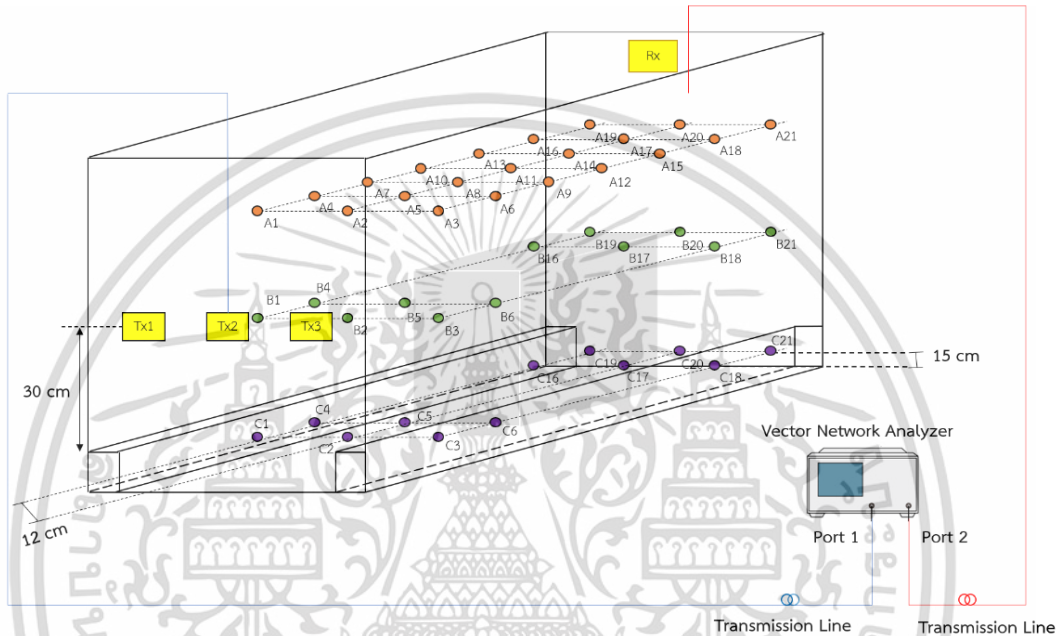 Rx
A19 A20 A21
A16 A17 A18
A13 A14 A15
A10 A11 A12
A7 A8 A9
A4 A5 A6
A1 A2 A3
B19 B20 B21
B16 B17 B18
B4
B1 B5 B6
B2 B3
Tx1 Tx2 Tx3
30 cm
C21
15 cm
C19 C20
C16 C17 C18
C4 C5 C6
C1 C2 C3
12 cm
Vector Network Analyzer
Port 1 Port 2
Transmission Line Transmission Line